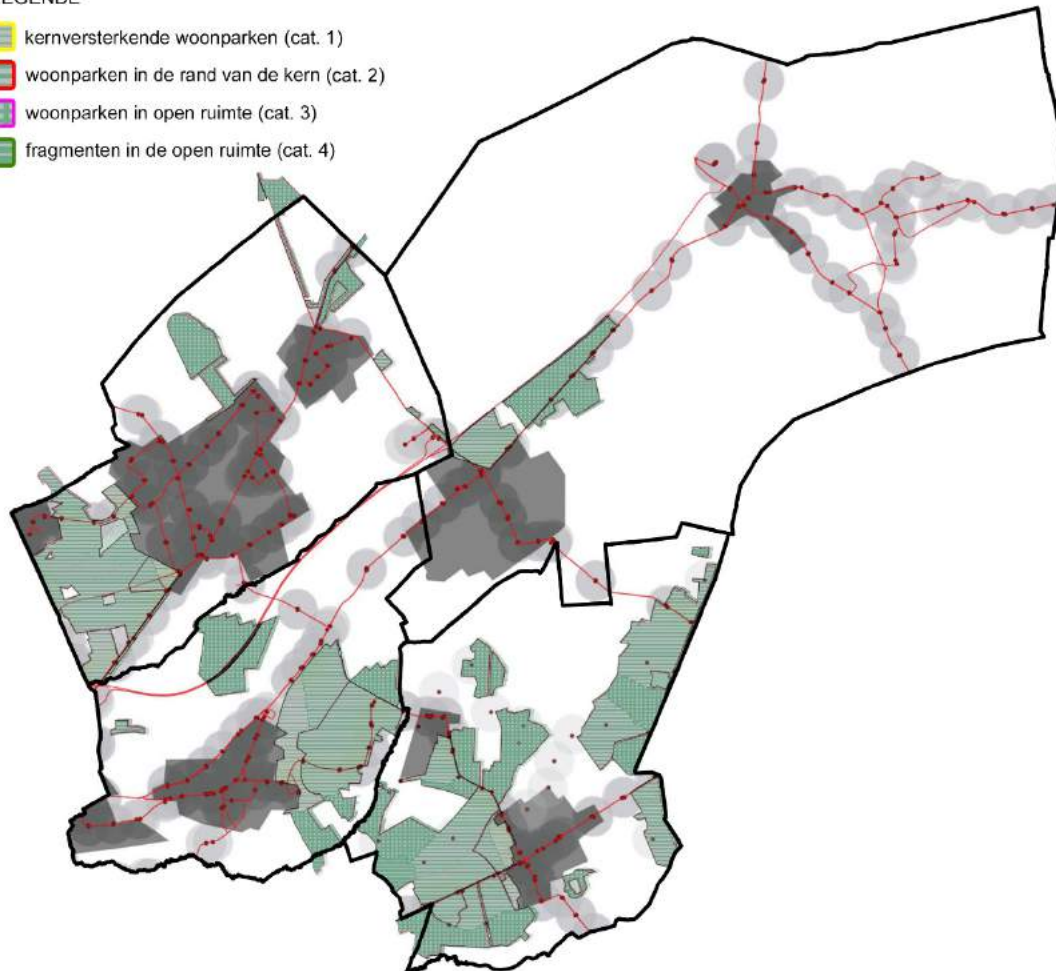 kernversterkende woonparken (cat. 1)
woonparken in de rand van de kern (cat. 2)
woonparken in open ruimte (cat. 3)
fragmenten in de open ruimte (cat. 4)